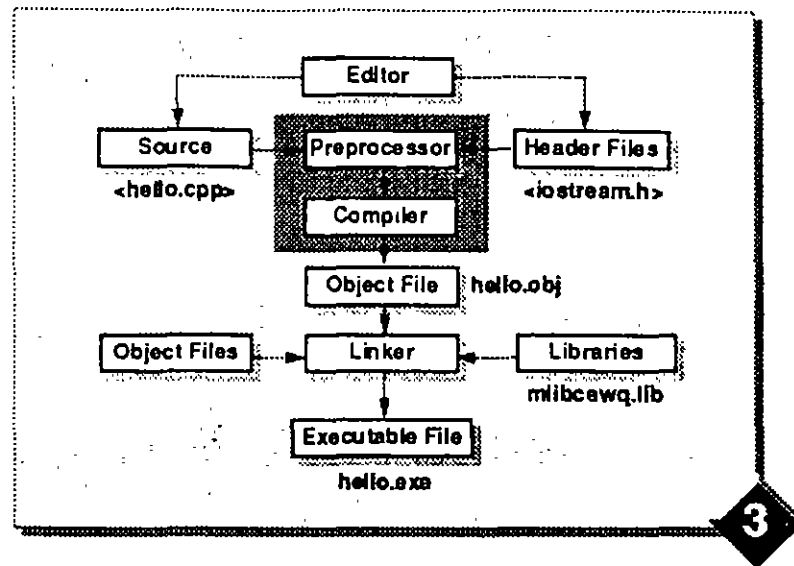 Editor
Source
Preprocessor
Header Files
<hello.cpp>
<iostream.h>
Compiler
Object File
hello.obj
Object Files
Linker
Libraries
mlibcewq.lib
Executable File
hello.exe
3